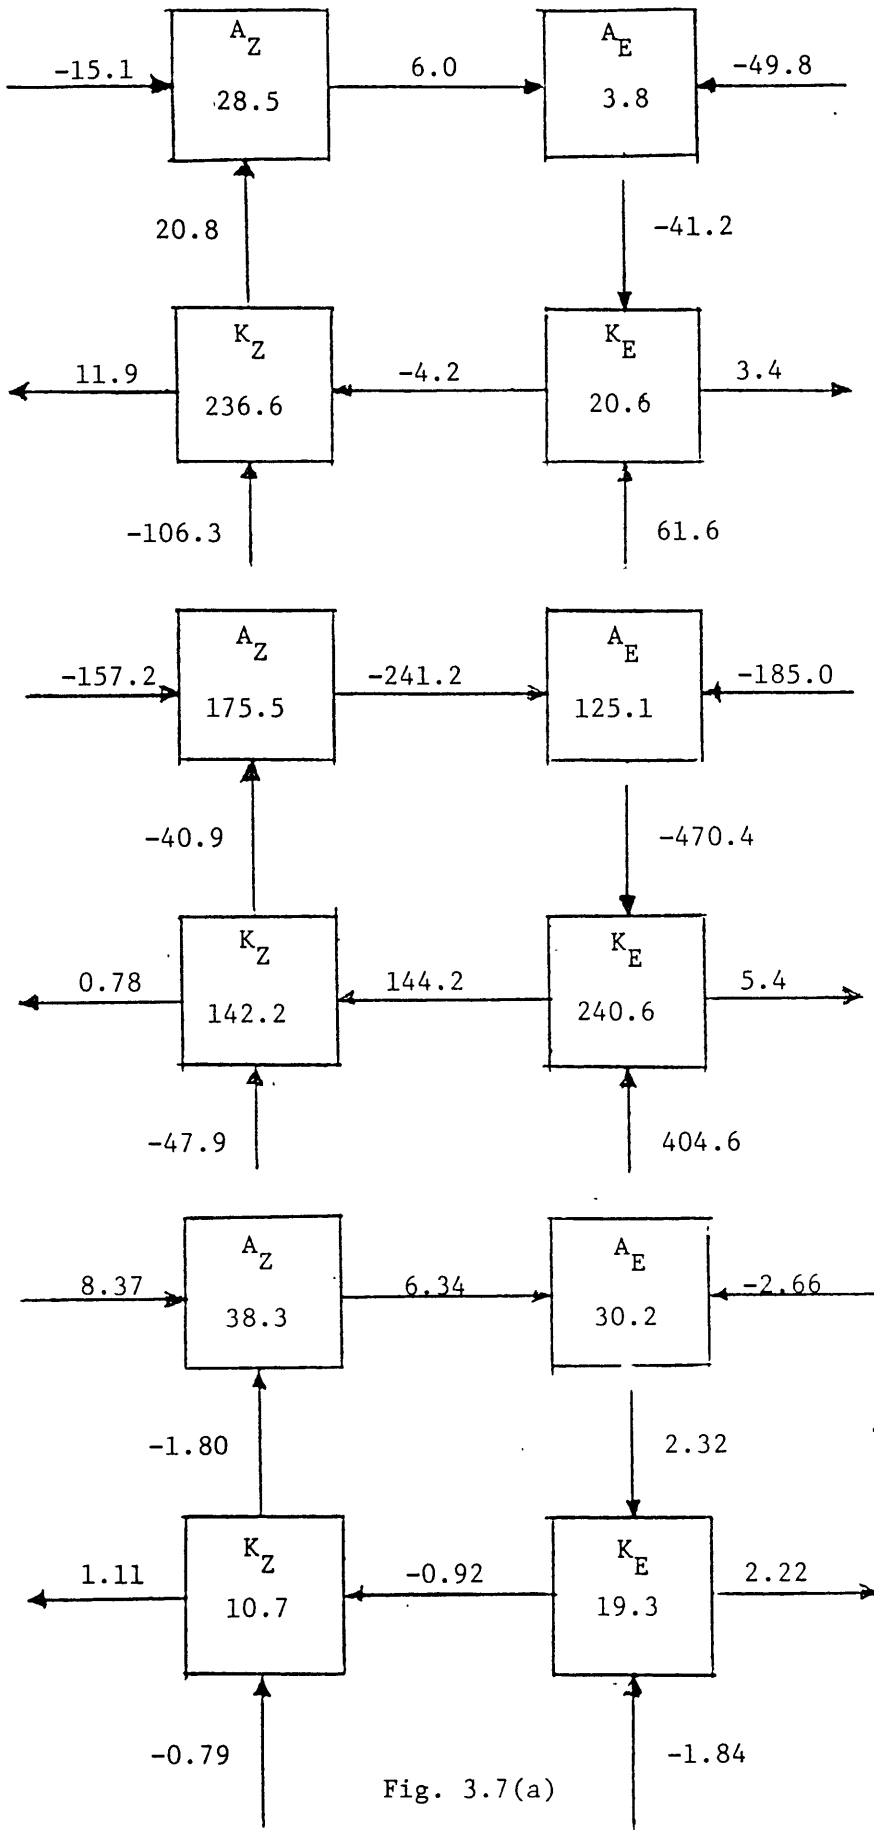 A_Z A_E
-15.1 6.0 -49.8
28.5 3.8
20.8 -41.2
K_Z K_E
11.9 -4.2 3.4
236.6 20.6
-106.3 61.6
A_Z A_E
-157.2 -241.2 -185.0
175.5 125.1
-40.9 -470.4
K_Z K_E
0.78 144.2 5.4
142.2 240.6
-47.9 404.6
A_Z A_E
8.37 6.34 -2.66
38.3 30.2
-1.80 2.32
K_Z K_E
1.11 -0.92 2.22
10.7 19.3
-0.79 -1.84
Fig. 3.7(a)